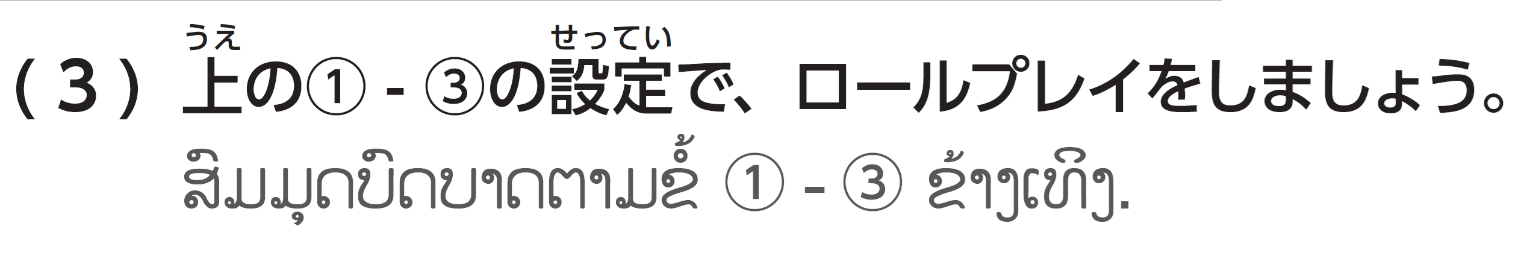 うえ せってい
(3) 上の① - ③の設定で、ロールプレイをしましょう。
ສົມມຸດບົດບາດຕາມຂໍ້ ① - ③ ຂ້າງເທິງ.